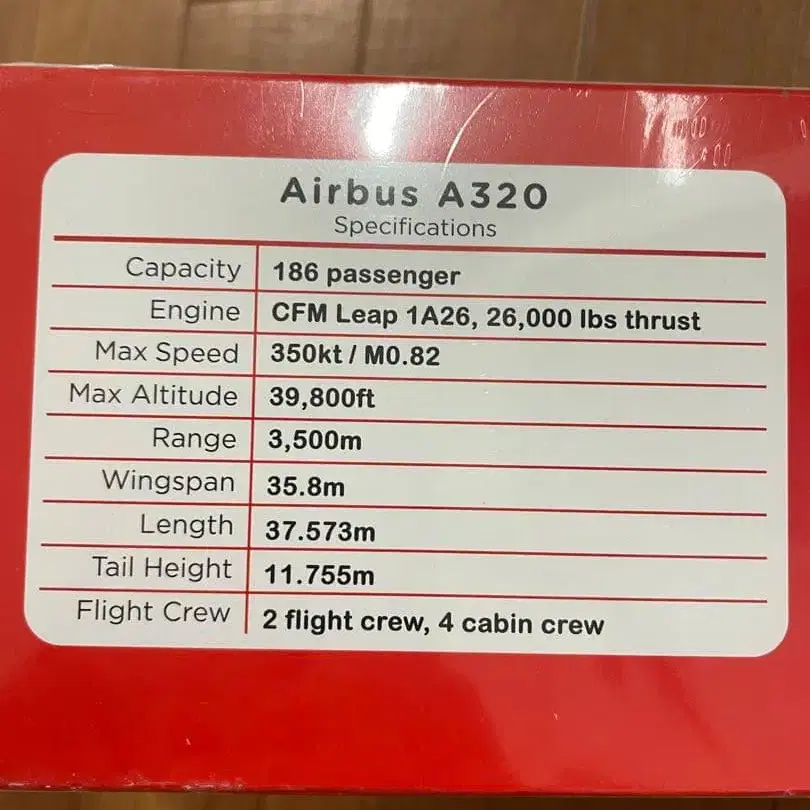 Airbus A320
Specifications
Capacity 186 passenger
Engine CFM Leap 1A26, 26,000 lbs thrust
Max Speed 350kt / M0.82
Max Altitude 39,800ft
Range 3,500m
Wingspan 35.8m
Length 37.573m
Tail Height 11.755m
Flight Crew 2 flight crew, 4 cabin crew